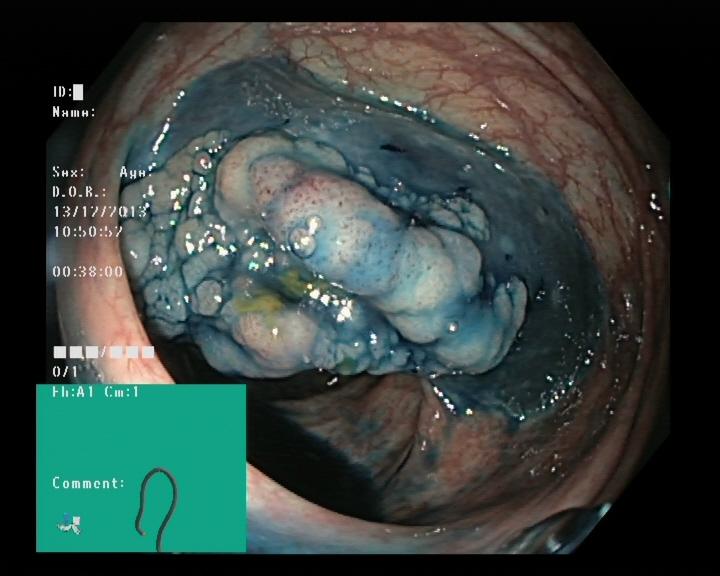 ID:
Name:
Sex: Age:
D.O.B.:
13/12/2013
10:50:52
00:38:00
0/1
Eh:A1 Cm:1
Comment: